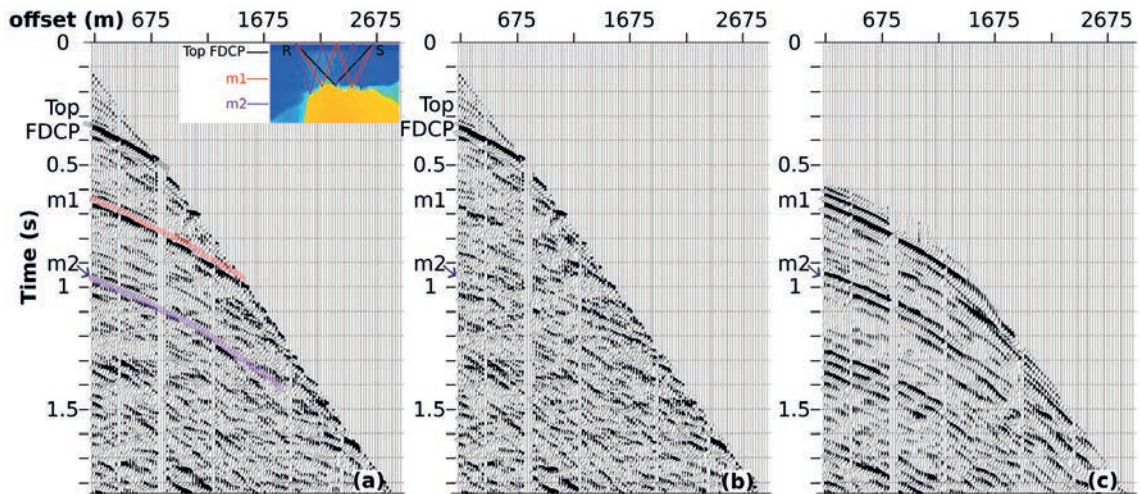 offset (m) 675 1675 2675 675 1675 2675 675 1675 2675
0 0 0
Top FDCP R S
m1
m2
Top Top
FDCP FDCP
0.5 0.5 0.5
m1 m1 m1
m2 m2 m2
1 1 1
Time (s)
1.5 1.5 1.5
(a) (b) (c)